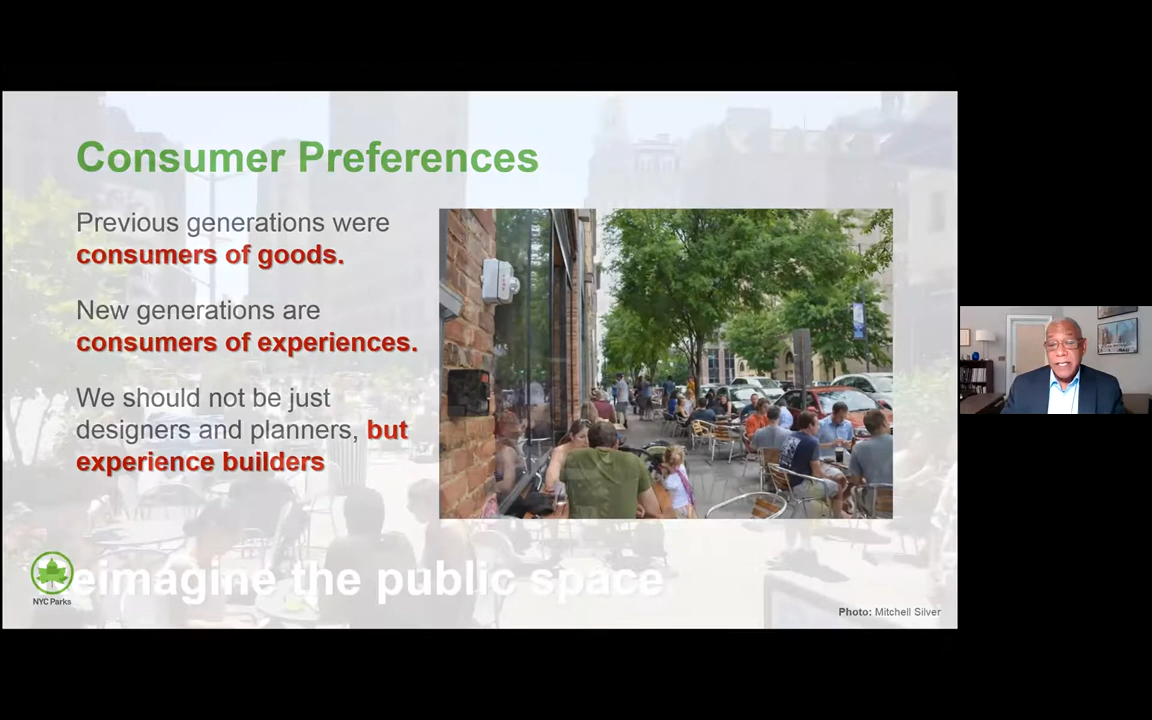 Consumer Preferences
Previous generations were
consumers of goods.
New generations are
consumers of experiences.
We should not be just
designers and planners, but
experience builders
eimagine the public space
NYC Parks
Photo: Mitchell Silver